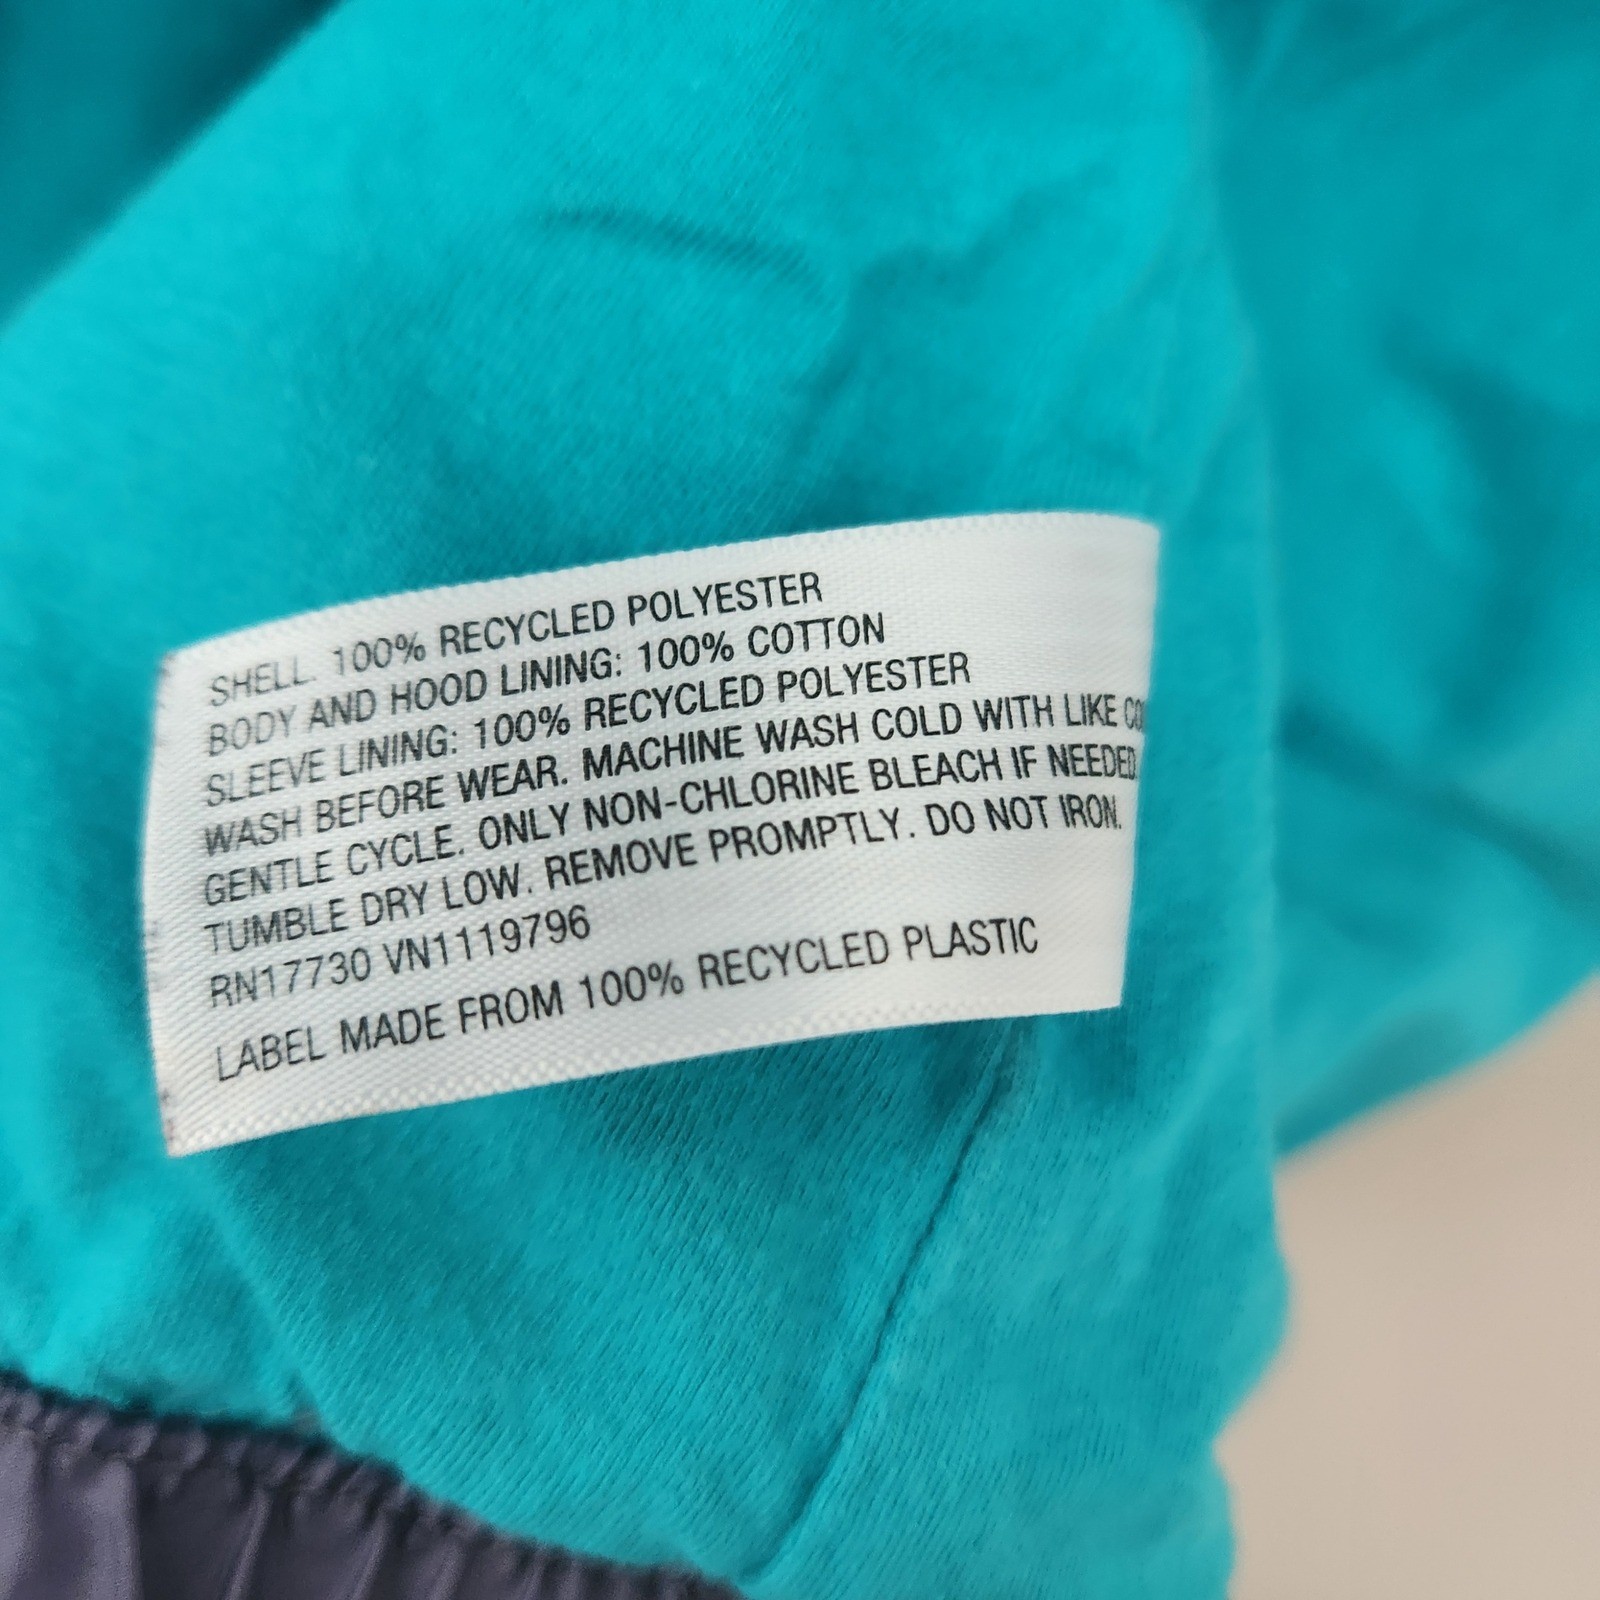 SHELL. 100% RECYCLED POLYESTER
BODY AND HOOD LINING: 100% COTTON
SLEEVE LINING: 100% RECYCLED POLYESTER
WASH BEFORE WEAR. MACHINE WASH COLD WITH LIKE
GENTLE CYCLE. ONLY NON-CHLORINE BLEACH IF NEEDED.
TUMBLE DRY LOW. REMOVE PROMPTLY. DO NOT IRON.
RN17730 VN1119796
LABEL MADE FROM 100% RECYCLED PLASTIC